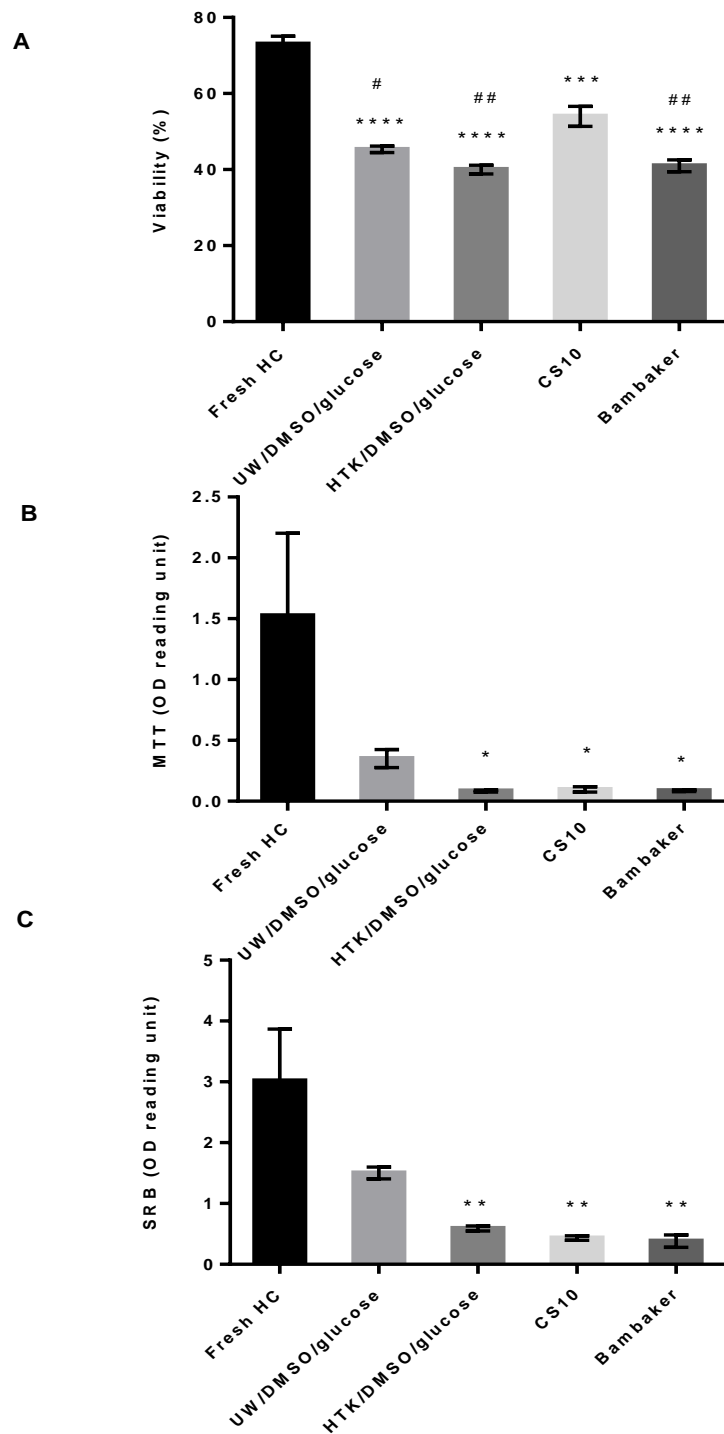 A
Viability (%)
80
60
40
20
0
#
****
##
****
***
##
****
Fresh HC
UW/DMSO/glucose
HTK/DMSO/glucose
CS10
Bambaker
B
MTT (OD reading unit)
2.5
2.0
1.5
1.0
0.5
0.0
*
*
*
Fresh HC
UW/DMSO/glucose
HTK/DMSO/glucose
CS10
Bambaker
C
SRB (OD reading unit)
5
4
3
2
1
0
**
**
**
Fresh HC
UW/DMSO/glucose
HTK/DMSO/glucose
CS10
Bambaker